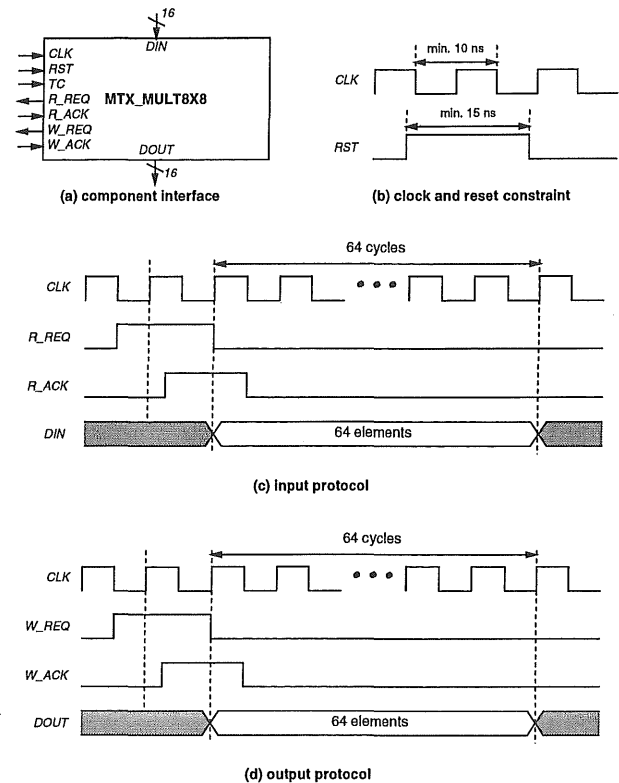 16
DIN
CLK
RST
TC
R_REQ
R_ACK
W_REQ
W_ACK
MTX_MULT8X8
DOUT
16
(a) component interface
min. 10 ns
CLK
min. 15 ns
RST
(b) clock and reset constraint
64 cycles
CLK
R_REQ
R_ACK
DIN
64 elements
(c) input protocol
64 cycles
CLK
W_REQ
W_ACK
DOUT
64 elements
(d) output protocol